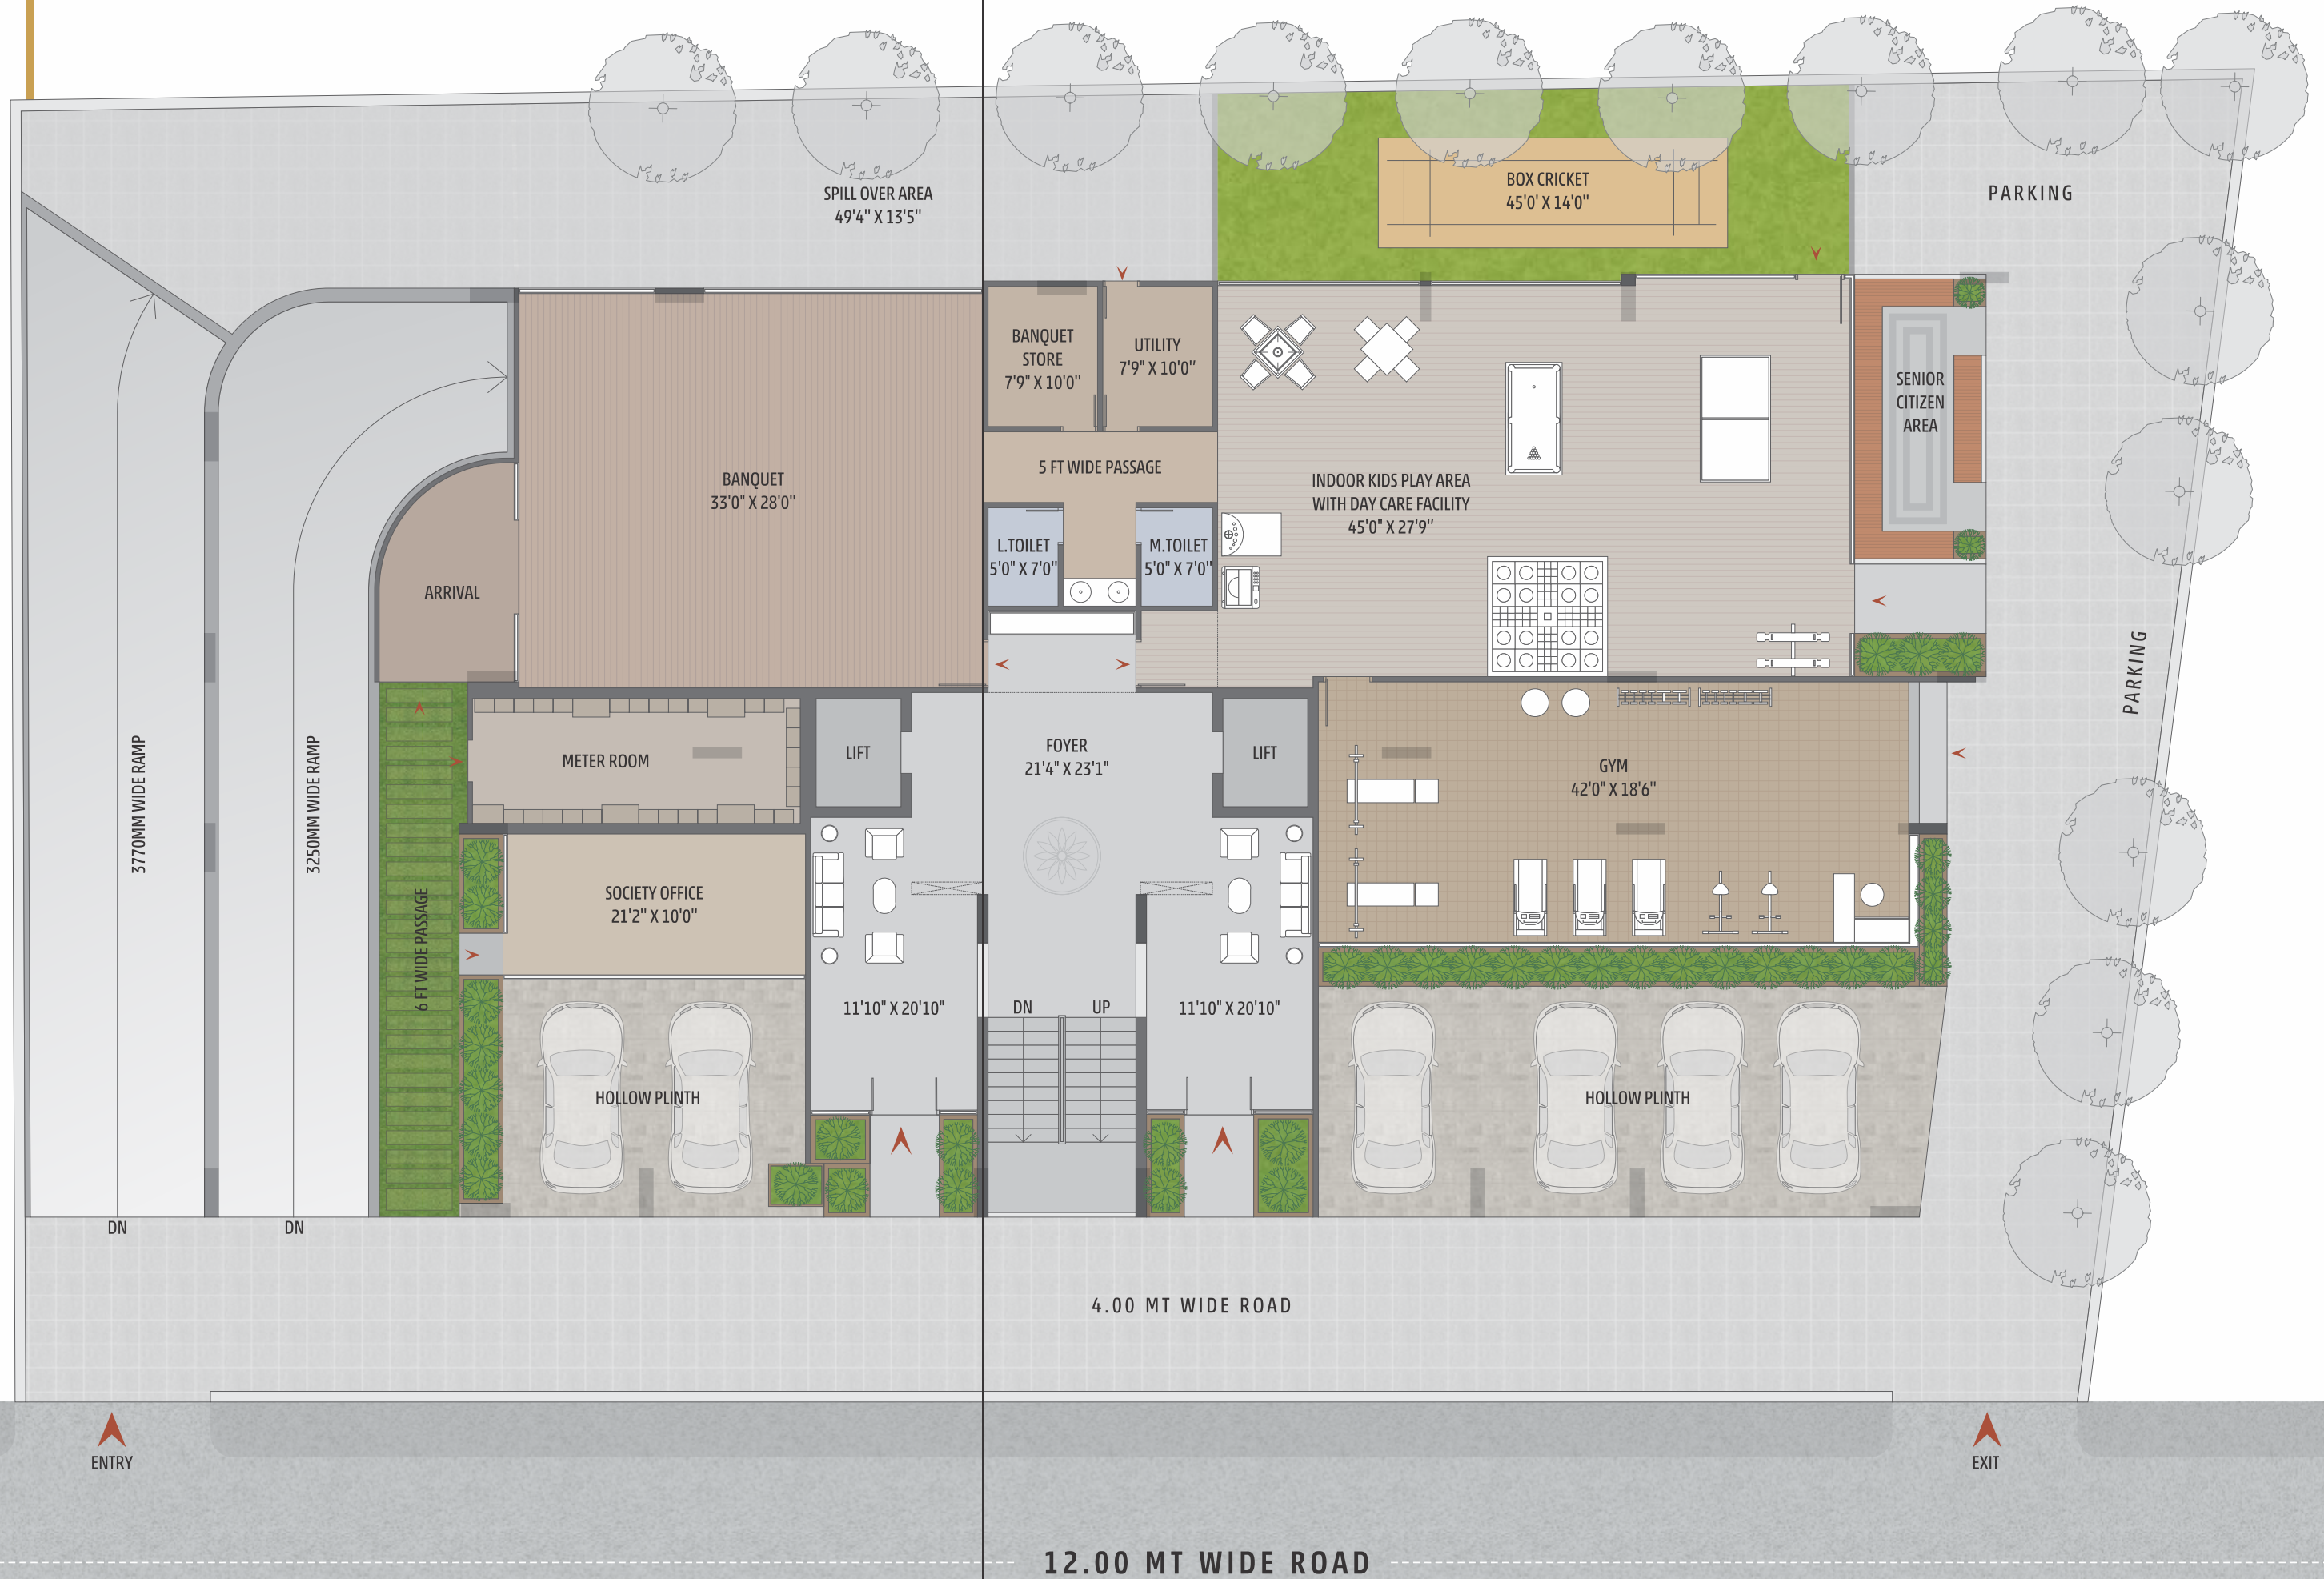 SPILL OVER AREA
49'4" X 13'5"
BOX CRICKET
45'0' X 14'0"
PARKING
BANQUET
STORE
7'9" X 10'0"
UTILITY
7'9" X 10'0"
SENIOR
CITIZEN
AREA
BANQUET
33'0" X 28'0"
5 FT WIDE PASSAGE
INDOOR KIDS PLAY AREA
WITH DAY CARE FACILITY
45'0" X 27'9"
L.TOILET
5'0" X 7'0"
M.TOILET
5'0" X 7'0"
ARRIVAL
PARKING
3770MM WIDE RAMP
3250MM WIDE RAMP
METER ROOM
LIFT
FOYER
21'4" X 23'1"
LIFT
GYM
42'0" X 18'6"
SOCIETY OFFICE
21'2" X 10'0"
6 FT WIDE PASSAGE
11'10" X 20'10"
DN
UP
11'10" X 20'10"
HOLLOW PLINTH
HOLLOW PLINTH
DN
DN
4.00 MT WIDE ROAD
ENTRY
EXIT
12.00 MT WIDE ROAD